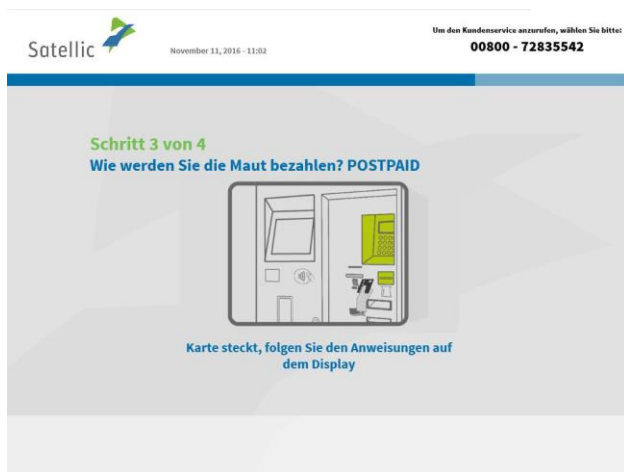 Satellic
November 11, 2016 - 11:02
Um den Kundenservice anzurufen, wählen Sie bitte:
00800 - 72835542
Schritt 3 von 4
Wie werden Sie die Maut bezahlen? POSTPAID
Karte steckt, folgen Sie den Anweisungen auf
dem Display